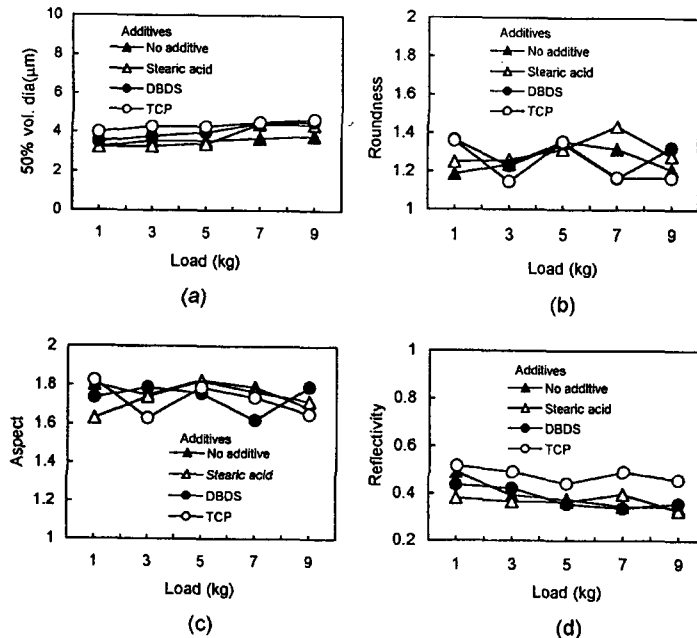 10
8
6
4
2
0
50% vol. dia(μm)
Additives
No additive
Stearic acid
DBDS
TCP
1 3 5 7 9
Load (kg)
(a)
2
1.8
1.6
1.4
1.2
1
Roundness
Additives
No additive
Stearic acid
DBDS
TCP
1 3 5 7 9
Load (kg)
(b)
2
1.8
1.6
1.4
1.2
1
Aspect
Additives
No additive
Stearic acid
DBDS
TCP
1 3 5 7 9
Load (kg)
(c)
1
0.8
0.6
0.4
0.2
Reflectivity
Additives
No additive
Stearic acid
DBDS
TCP
1 3 5 7 9
Load (kg)
(d)